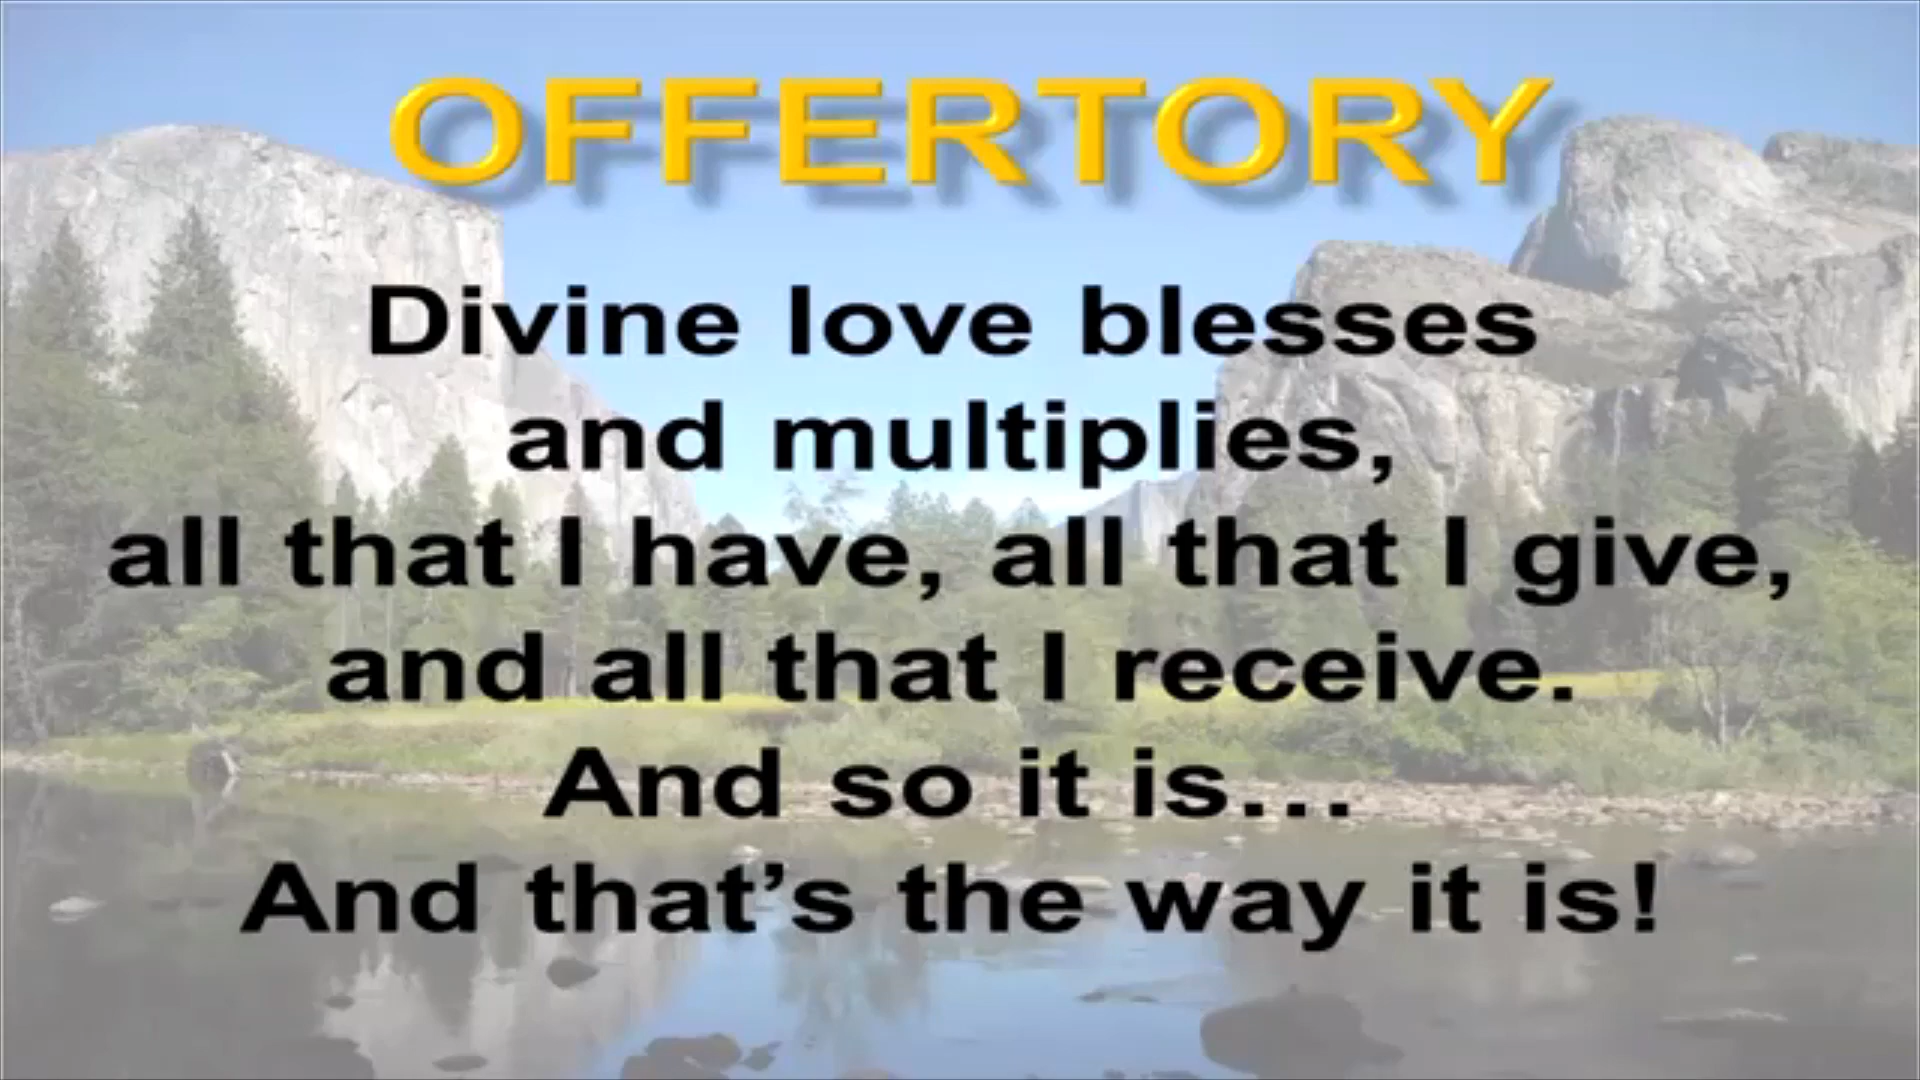 OFFERTORY
Divine love blesses
and multiplies,
all that I have, all that I give,
and all that I receive.
And so it is…
And that’s the way it is!